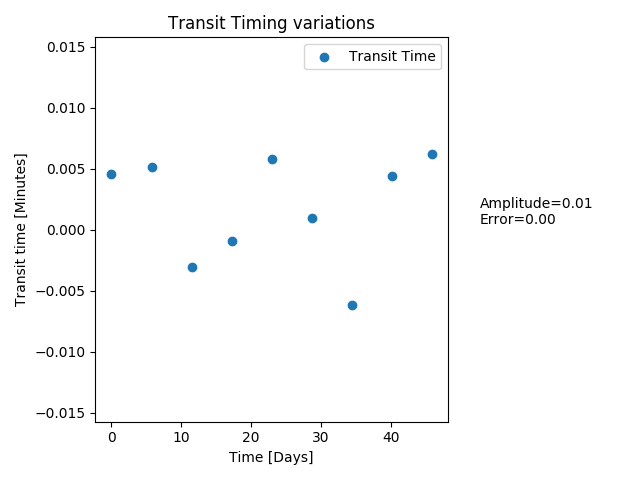 Transit Timing variations
Transit Time
0.015
0.010
0.005
0.000
−0.005
−0.010
−0.015
Transit time [Minutes]
0 10 20 30 40
Time [Days]
Amplitude=0.01
Error=0.00